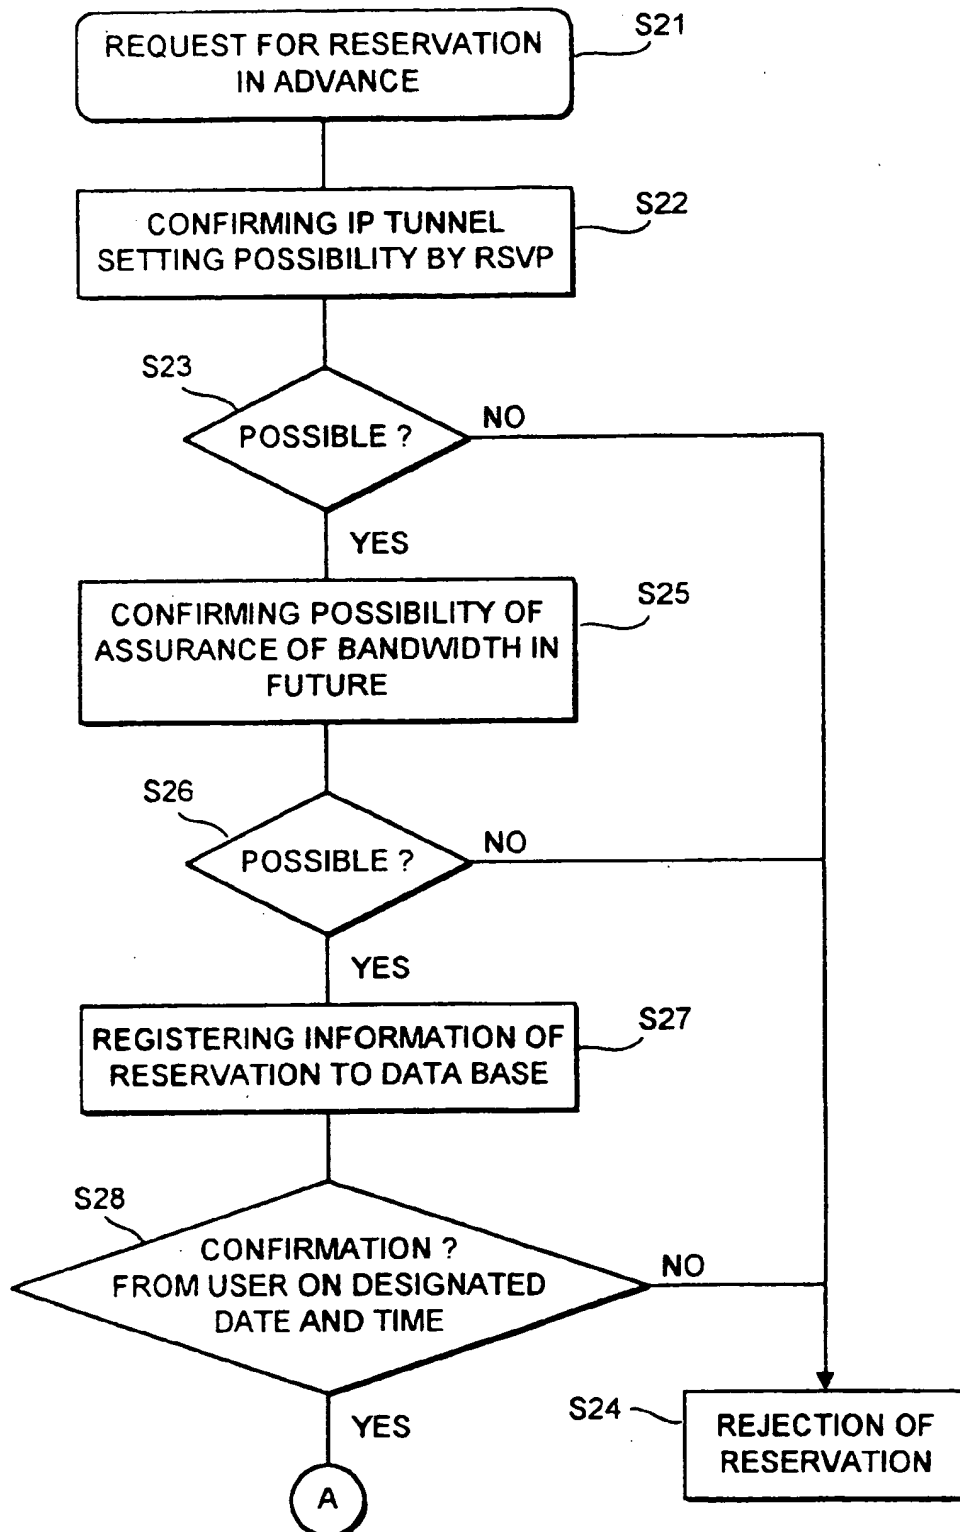 S21
REQUEST FOR RESERVATION
IN ADVANCE
S22
CONFIRMING IP TUNNEL
SETTING POSSIBILITY BY RSVP
S23
POSSIBLE ?
NO
YES
S25
CONFIRMING POSSIBILITY OF
ASSURANCE OF BANDWIDTH IN
FUTURE
S26
POSSIBLE ?
NO
YES
S27
REGISTERING INFORMATION OF
RESERVATION TO DATA BASE
S28
CONFIRMATION ?
FROM USER ON DESIGNATED
DATE AND TIME
NO
YES
S24
REJECTION OF
RESERVATION
A